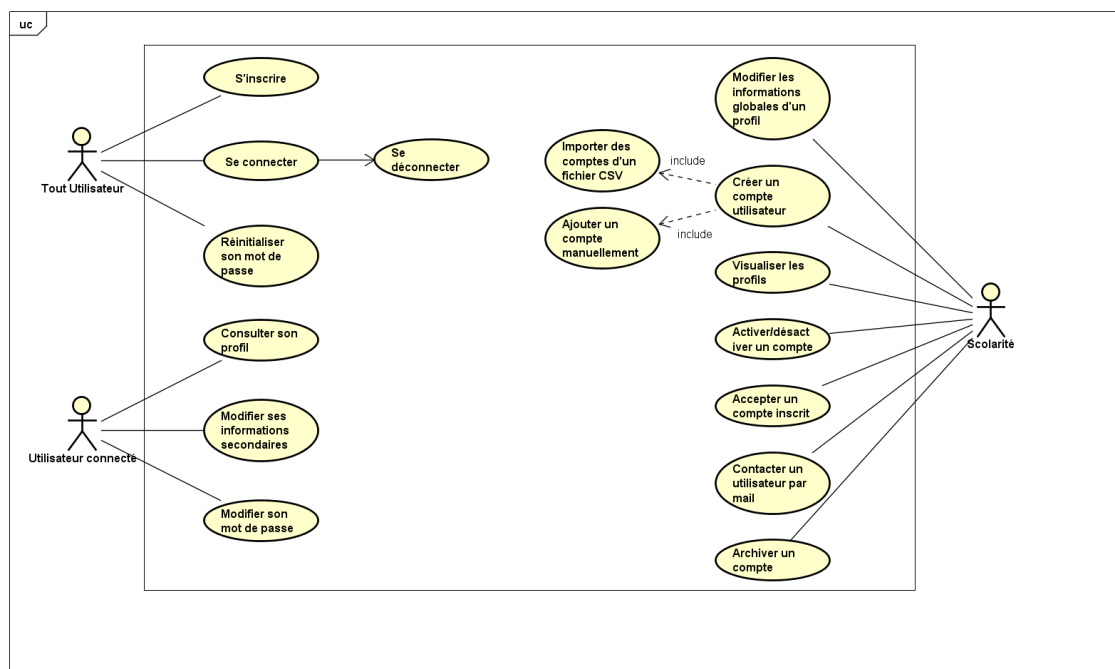 uc
S'inscrire
Se connecter
Se
déconnecter
Réinitialiser
son mot de
passe
Tout Utilisateur
Consulter son
profil
Modifier ses
informations
secondaires
Modifier son
mot de passe
Utilisateur connecté
Importer des
comptes d'un
fichier CSV
include
Ajouter un
compte
manuellement
include
Modifier les
informations
globales d'un
profil
Créer un
compte
utilisateur
Visualiser les
profils
Activer/désact
iver un compte
Accepter un
compte inscrit
Contacter un
utilisateur par
mail
Archiver un
compte
Scolarité